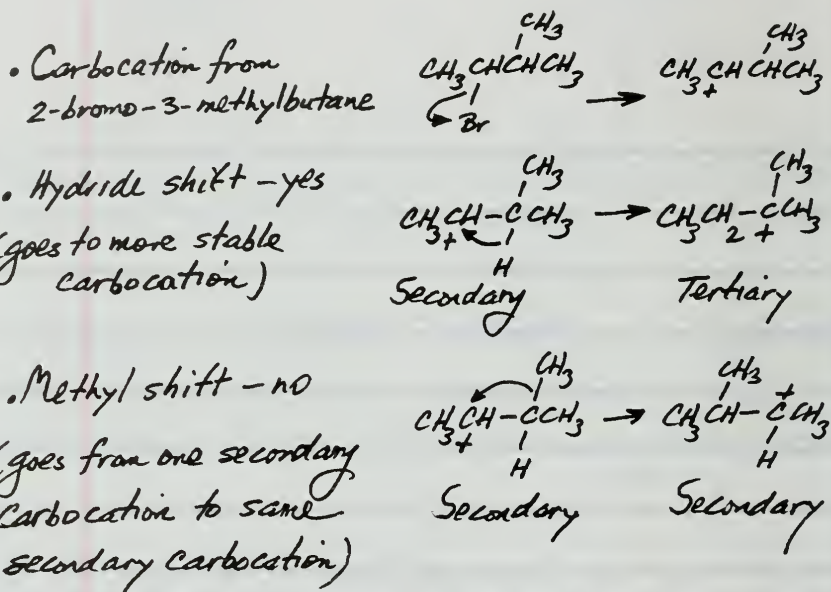 • Carbocation from
2-bromo-3-methylbutane
CH3
CH3CHCHCH3
Br
CH3
CH3CHCHCH3
+
• Hydride shift - yes
(goes to more stable
carbocation)
CH3
CH3CH-CCH3
+
H
Secondary
CH3
CH3CH2-CCH3
+
Tertiary
• Methyl shift - no
(goes from one secondary
carbocation to same
secondary carbocation)
CH3
CH3CH-CCH3
+
H
Secondary
CH3
+
CH3CH-CCH3
H
Secondary